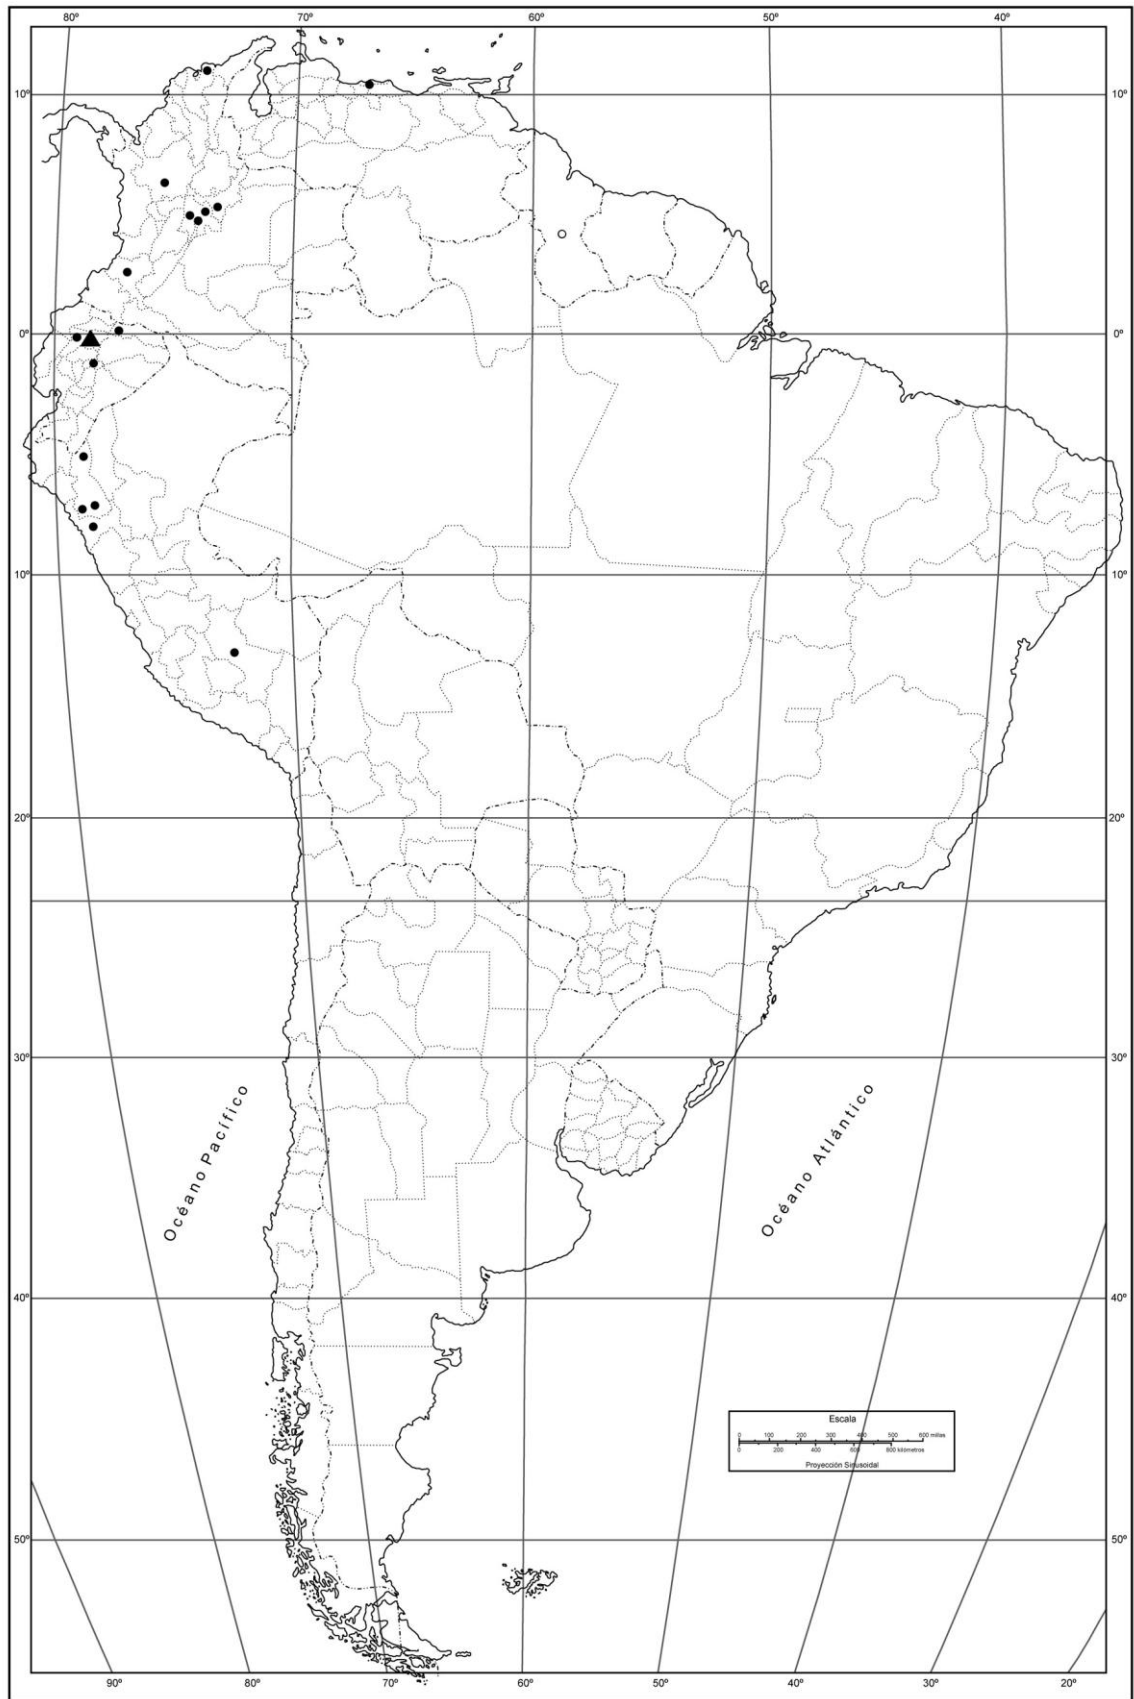 80º 70º 60º 50º 40º
10º 10º
0º 0º
10º 10º
20º 20º
30º 30º
Océano Pacífico
Océano Atlántico
40º 40º
Escala
0 100 200 300 400 500 600 millas
0 200 400 600 800 kilómetros
Proyección Sinusoidal
50º 50º
90º 80º 70º 60º 50º 40º 30º 20º